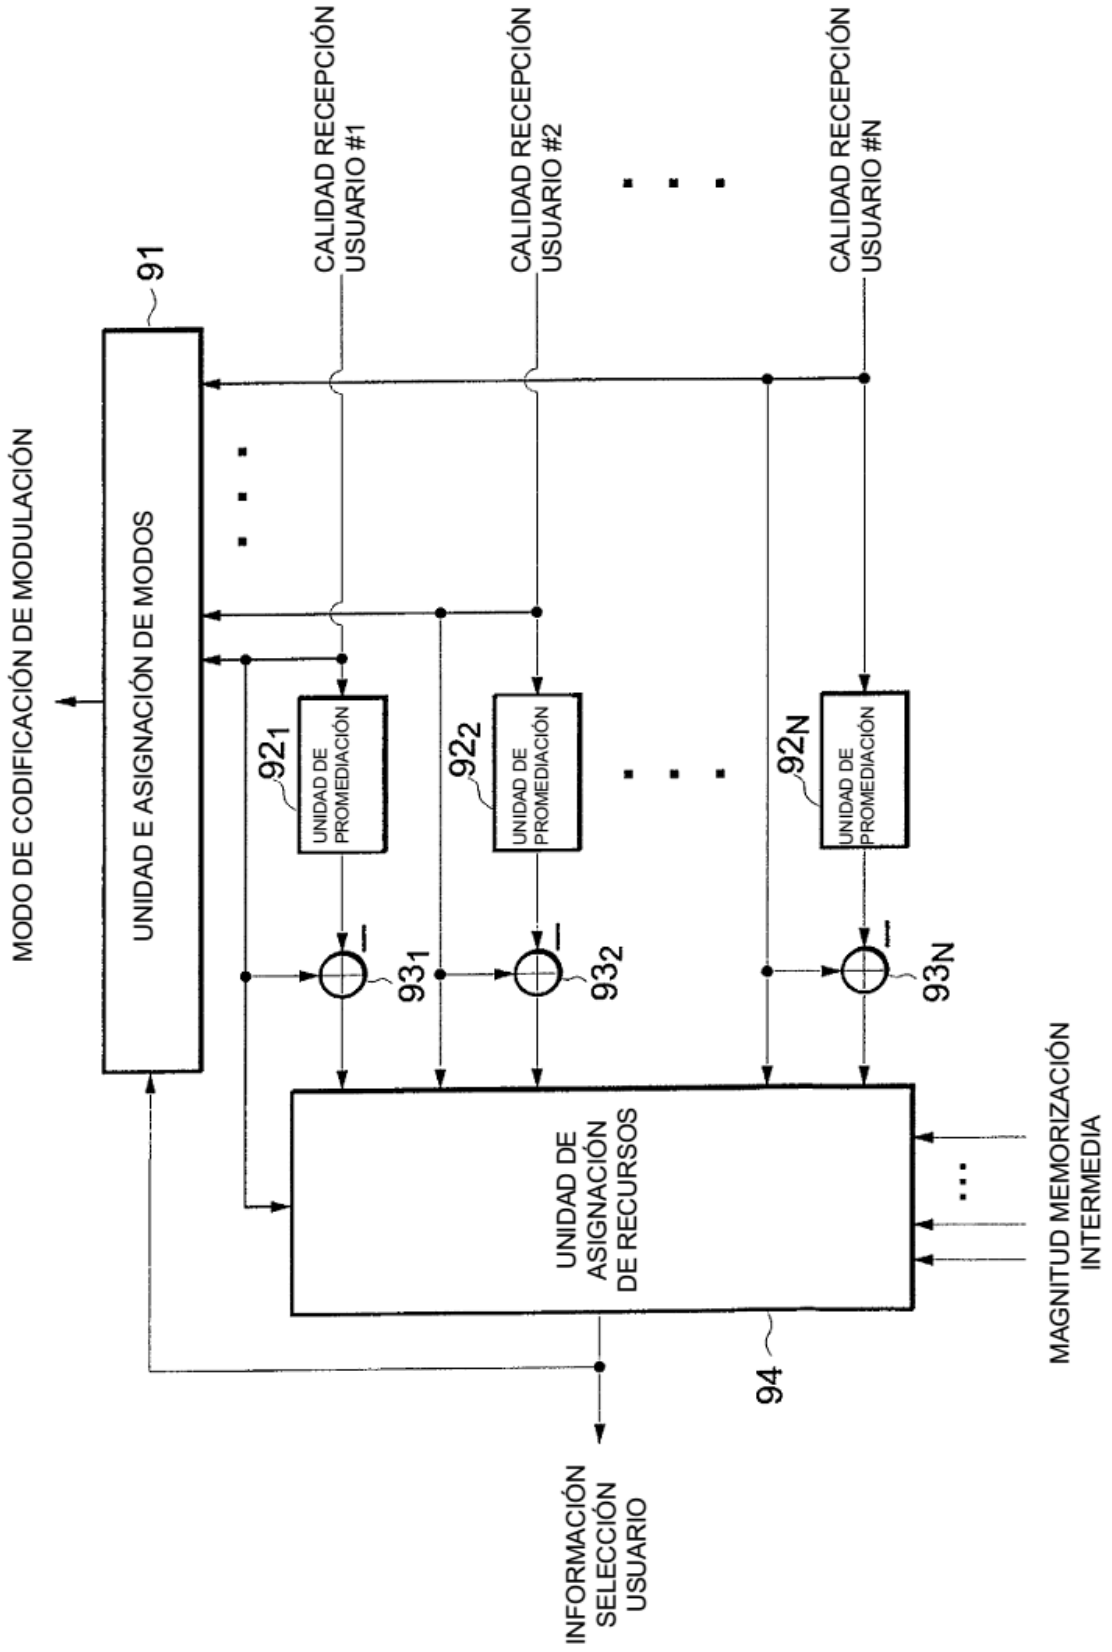 MODO DE CODIFICACIÓN DE MODULACIÓN
91
UNIDAD E ASIGNACIÓN DE MODOS
CALIDAD RECEPCIÓN
USUARIO #1
92₁
UNIDAD DE
PROMEDIACIÓN
93₁
CALIDAD RECEPCIÓN
USUARIO #2
92₂
UNIDAD DE
PROMEDIACIÓN
93₂
CALIDAD RECEPCIÓN
USUARIO #N
92N
UNIDAD DE
PROMEDIACIÓN
93N
UNIDAD DE
ASIGNACIÓN
DE RECURSOS
94
INFORMACIÓN
SELECCIÓN
USUARIO
MAGNITUD MEMORIZACIÓN
INTERMEDIA